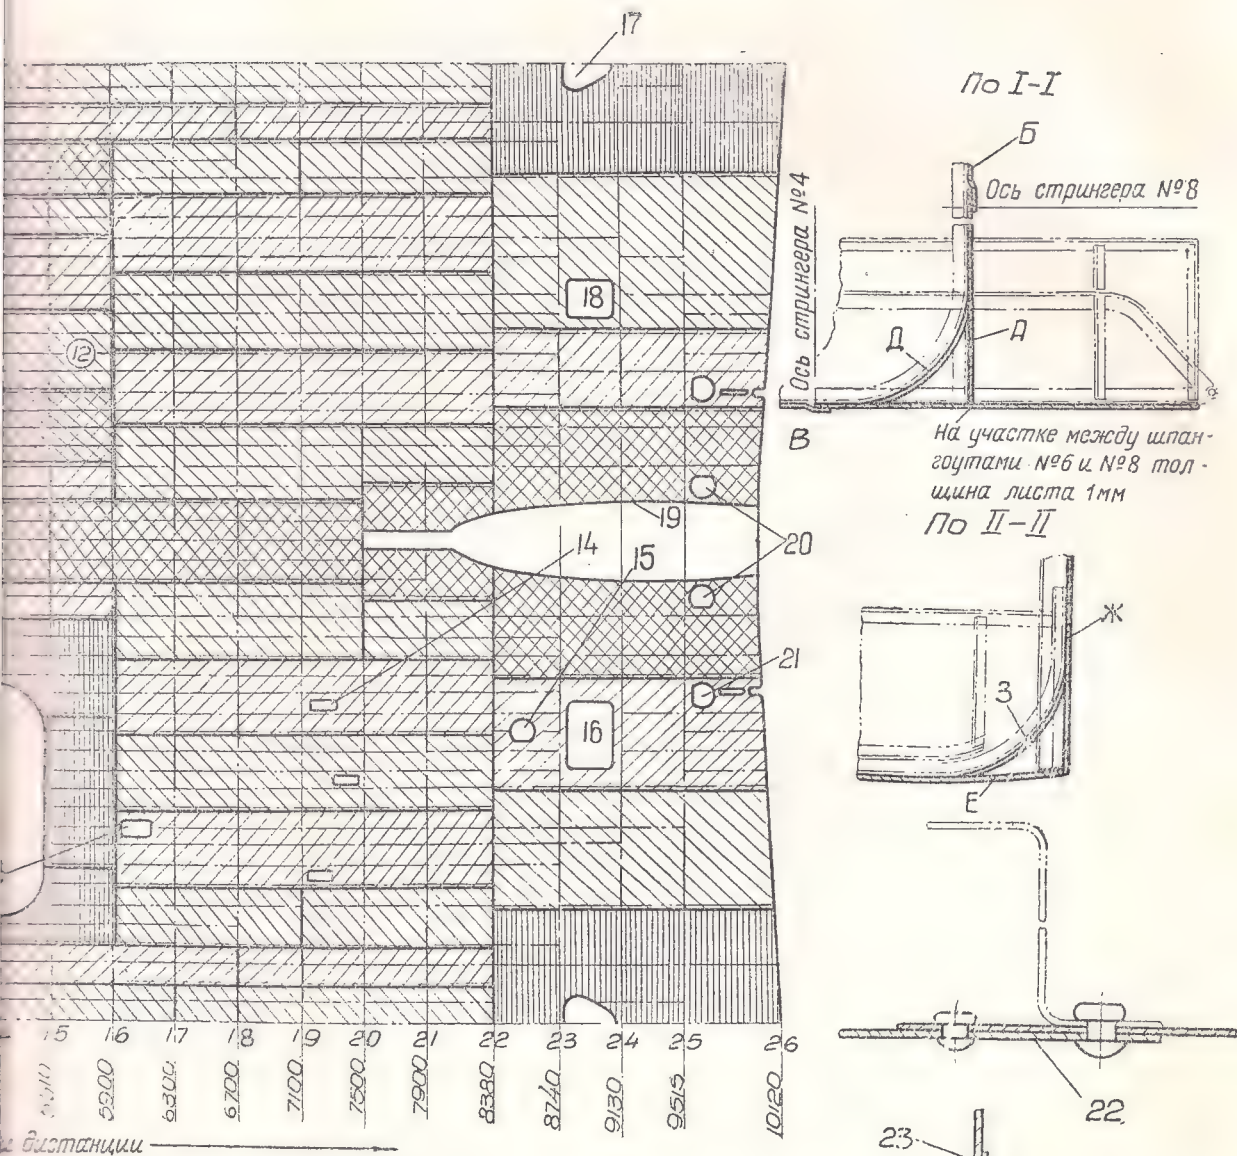 17
По I-I
Б
Ось стрингера №8
Ось стрингера №4
18
12
Д
А
В
На участке между шпан-
гоутами №6 и №8 тол-
щина листа 1мм
По II-II
19
14
15
20
Ж
21
З
16
Е
15 16 17 18 19 20 21 22 23 24 25 26
5900 6300 6700 7100 7500 7900 8380 8740 9130 9515 10120
22
23
дистанции